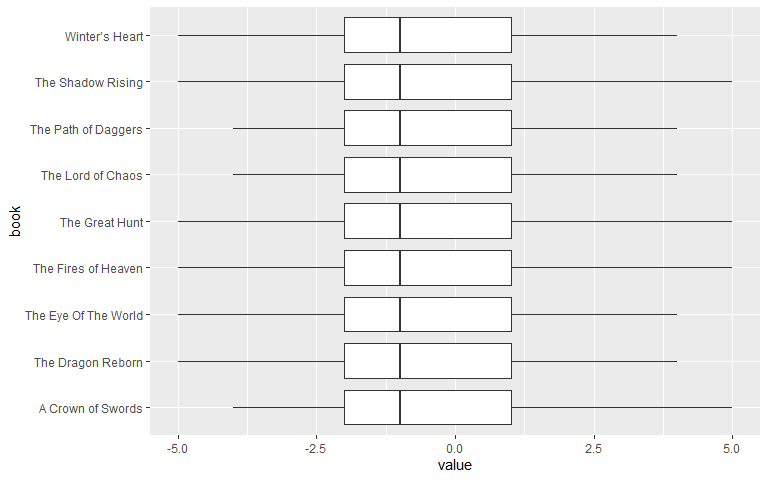 Winter's Heart
The Shadow Rising
The Path of Daggers
The Lord of Chaos
The Great Hunt
The Fires of Heaven
The Eye Of The World
The Dragon Reborn
A Crown of Swords
book
-5.0 -2.5 0.0 2.5 5.0
value